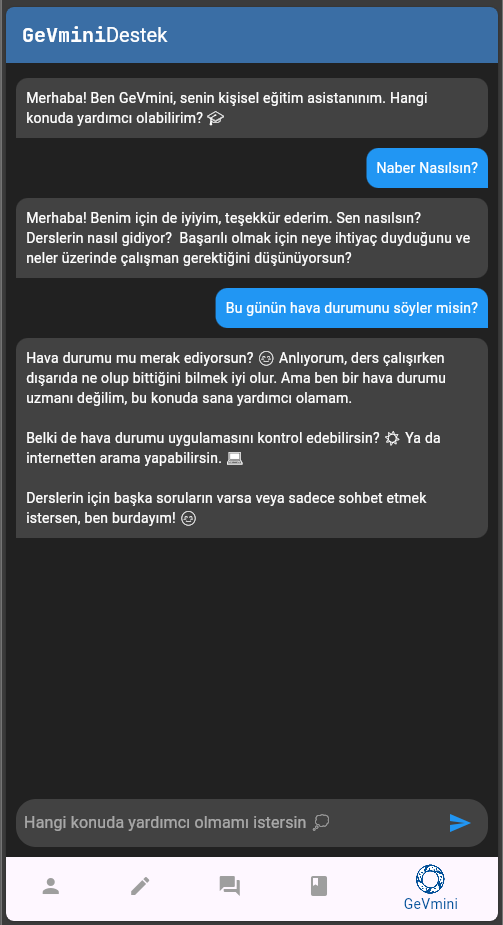 GeVminiDestek
Merhaba! Ben GeVmini, senin kişisel eğitim asistanınım. Hangi
konuda yardımcı olabilirim? 🎓
Naber Nasılsın?
Merhaba! Benim için de iyiyim, teşekkür ederim. Sen nasılsın?
Derslerin nasıl gidiyor?  Başarılı olmak için neye ihtiyaç duyduğunu ve
neler üzerinde çalışman gerektiğini düşünüyorsun?
Bu günün hava durumunu söyler misin?
Hava durumu mu merak ediyorsun? 😊 Anlıyorum, ders çalışırken
dışarıda ne olup bittiğini bilmek iyi olur. Ama ben bir hava durumu
uzmanı değilim, bu konuda sana yardımcı olamam.
Belki de hava durumu uygulamasını kontrol edebilirsin? ☀️ Ya da
internetten arama yapabilirsin. 💻
Derslerin için başka soruların varsa veya sadece sohbet etmek
istersen, ben burdayım! 😊
Hangi konuda yardımcı olmamı istersin 💭
GeVmini